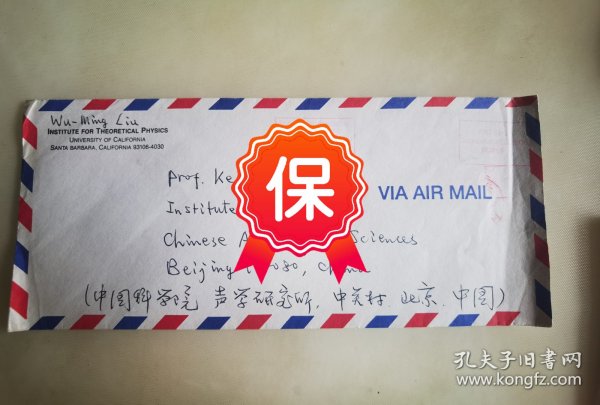 Wu-Ming Liu
INSTITUTE FOR THEORETICAL PHYSICS
UNIVERSITY OF CALIFORNIA
SANTA BARBARA, CALIFORNIA 93106-4030
Prof. Ke
Institute
VIA AIR MAIL
Chinese A Sciences
Beijing 080, China
(中国科学院 声学研究所, 中关村, 北京, 中国)
保
孔夫子旧书网
www.kongfz.com